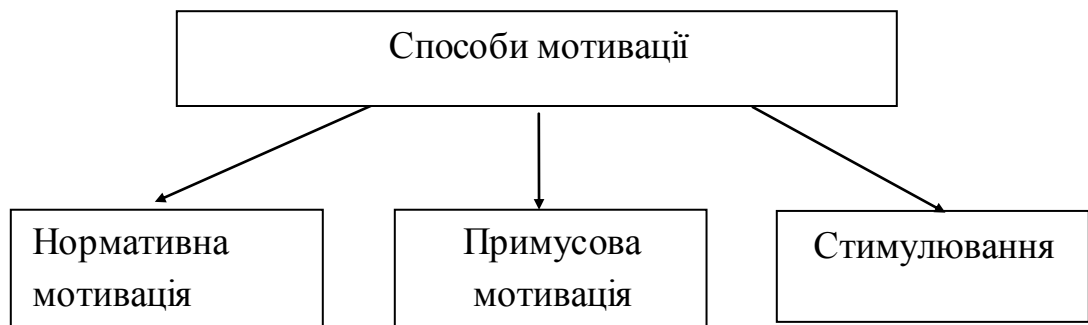 Способи мотивації
Нормативна
мотивація
Примусова
мотивація
Стимулювання